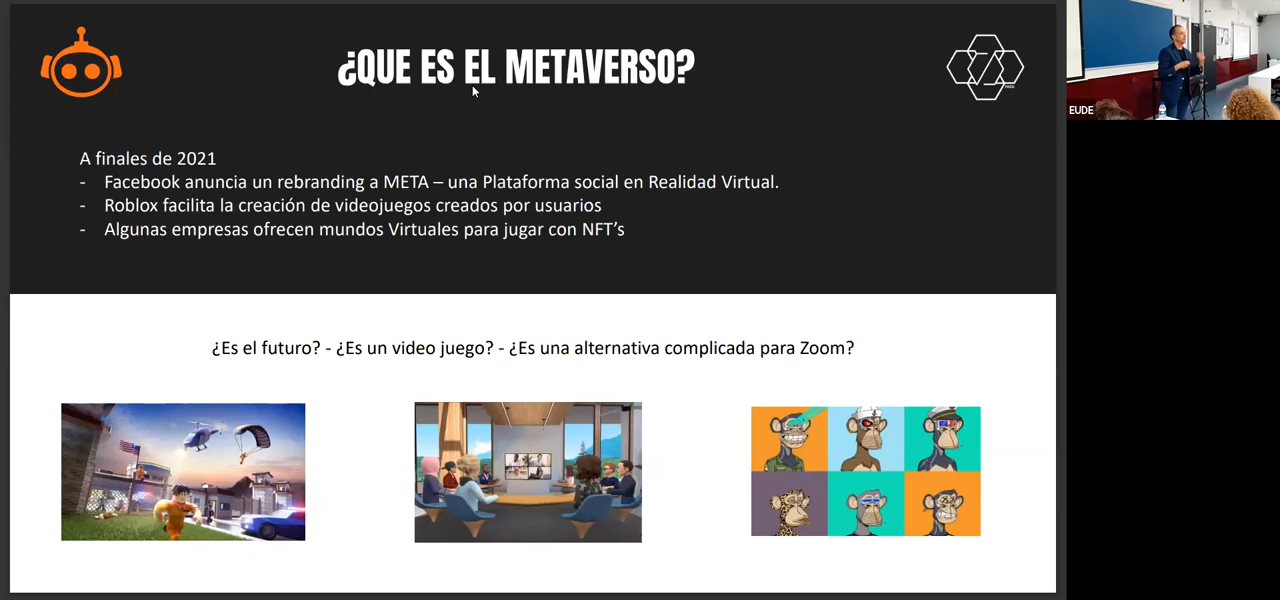 ¿QUE ES EL METAVERSO?
EUDE
A finales de 2021
- Facebook anuncia un rebranding a META – una Plataforma social en Realidad Virtual.
- Roblox facilita la creación de videojuegos creados por usuarios
- Algunas empresas ofrecen mundos Virtuales para jugar con NFT’s
¿Es el futuro? - ¿Es un video juego? - ¿Es una alternativa complicada para Zoom?